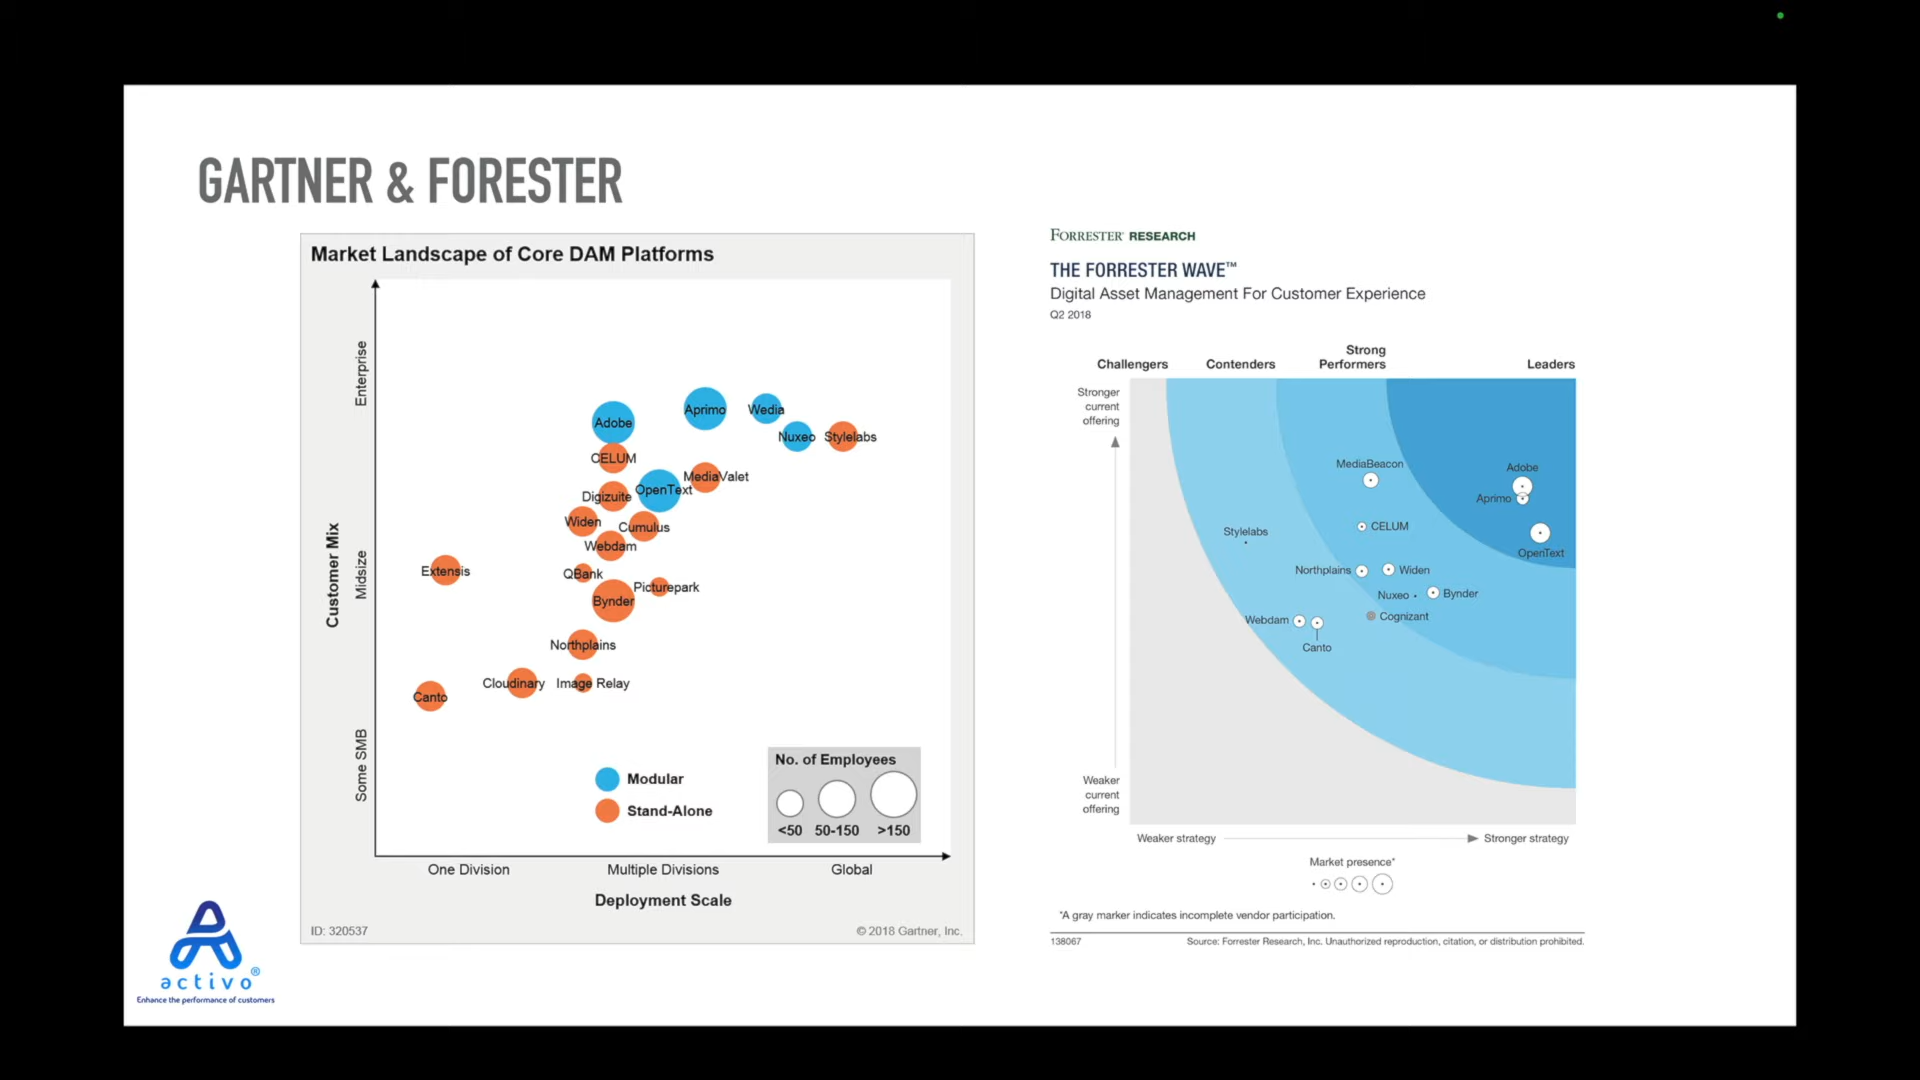 GARTNER & FORESTER
Market Landscape of Core DAM Platforms
Customer Mix
Enterprise
Midsize
Some SMB
Adobe
Aprimo
Wedia
Nuxeo
Stylelabs
CELUM
MediaValet
Digizuite
OpenText
Widen
Cumulus
Webdam
Extensis
QBank
Picturepark
Bynder
Northplains
Cloudinary
Image Relay
Canto
Modular
Stand-Alone
No. of Employees
<50 50-150 >150
One Division Multiple Divisions Global
Deployment Scale
ID: 320537 © 2018 Gartner, Inc.
FORRESTER® RESEARCH
THE FORRESTER WAVE™
Digital Asset Management For Customer Experience
Q2 2018
Challengers Contenders Strong Performers Leaders
Stronger
current
offering
MediaBeacon
Adobe
Aprimo
Stylelabs
CELUM
OpenText
Northplains
Widen
Nuxeo
Bynder
Webdam
Cognizant
Canto
Weaker
current
offering
Weaker strategy Stronger strategy
Market presence*
*A gray marker indicates incomplete vendor participation.
138067 Source: Forrester Research, Inc. Unauthorized reproduction, citation, or distribution prohibited.
activo®
Enhance the performance of customers